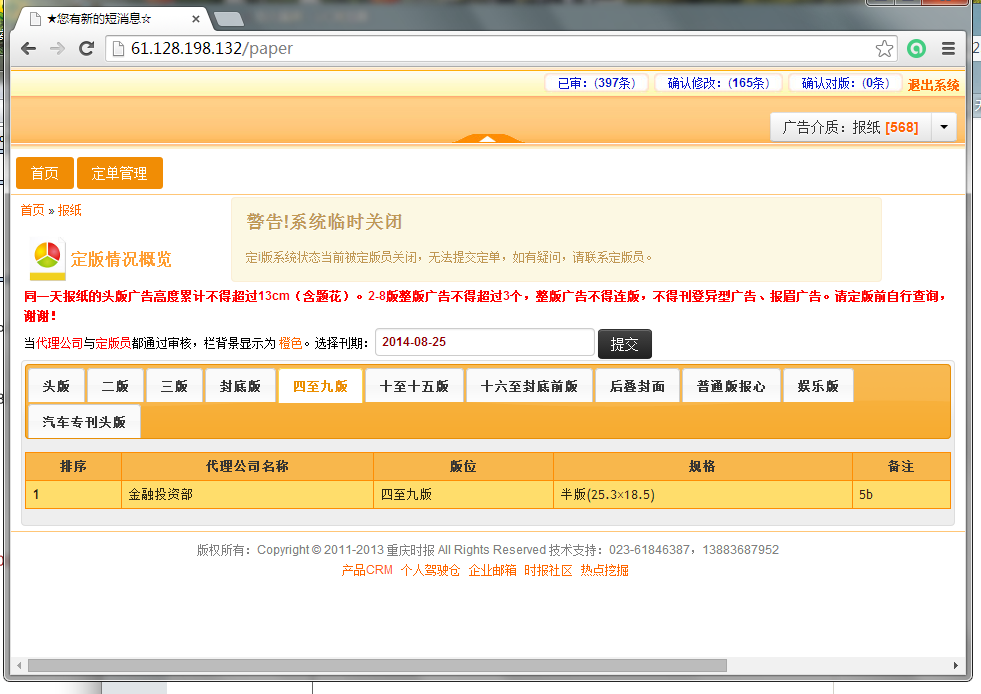 ★您有新的短消息☆
61.128.198.132/paper
已审：(397条) 确认修改：(165条) 确认对版：(0条) 退出系统
广告介质：报纸 [568]
首页 定单管理
首页 » 报纸
警告!系统临时关闭
定版系统状态当前被定版员关闭，无法提交定单，如有疑问，请联系定版员。
定版情况概览
同一天报纸的头版广告高度累计不得超过13cm（含题花）。2-8版整版广告不得超过3个，整版广告不得连版，不得刊登异型广告、报眉广告。请定版前自行查询，
谢谢！
当代理公司与定版员都通过审核，栏背景显示为 橙色。选择刊期： 2014-08-25 提交
头版 二版 三版 封底版 四至九版 十至十五版 十六至封底前版 后叠封面 普通版报心 娱乐版
汽车专刊头版
排序 代理公司名称 版位 规格 备注
1 金融投资部 四至九版 半版(25.3×18.5) 5b
版权所有：Copyright © 2011-2013 重庆时报 All Rights Reserved 技术支持：023-61846387，13883687952
产品CRM 个人驾驶仓 企业邮箱 时报社区 热点挖掘